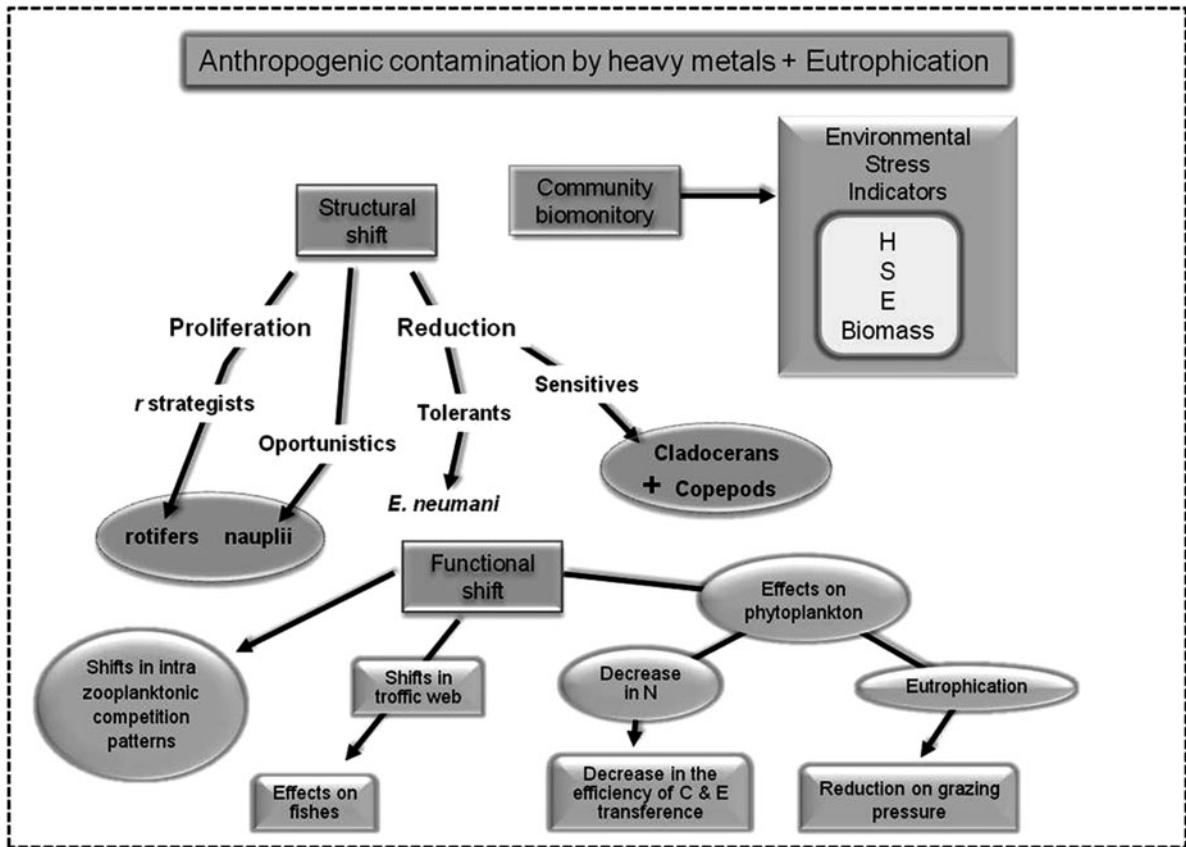 Anthropogenic contamination by heavy metals + Eutrophication
Environmental
Stress
Indicators
H
S
E
Biomass
Community
biomonitory
Structural
shift
Proliferation
Reduction
r strategists
Oportunistics
Tolerants
Sensitives
rotifers nauplii
E. neumani
Cladocerans
+ Copepods
Functional
shift
Effects on
phytoplankton
Shifts in intra
zooplanktonic
competition
patterns
Shifts in
troffic web
Decrease
in N
Eutrophication
Effects on
fishes
Decrease in the
efficiency of C & E
transference
Reduction on grazing
pressure